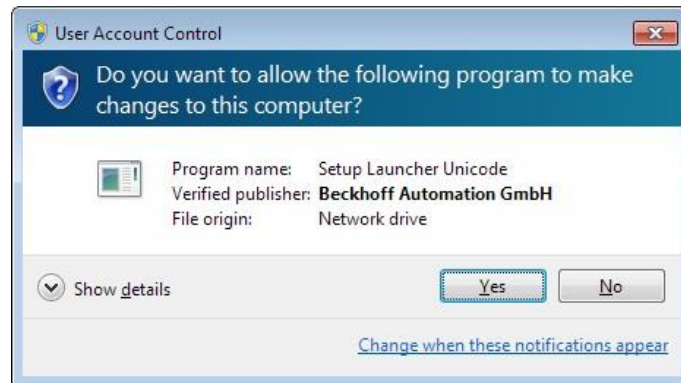 User Account Control
Do you want to allow the following program to make
changes to this computer?
Program name: Setup Launcher Unicode
Verified publisher: Beckhoff Automation GmbH
File origin: Network drive
Show details
Yes
No
Change when these notifications appear